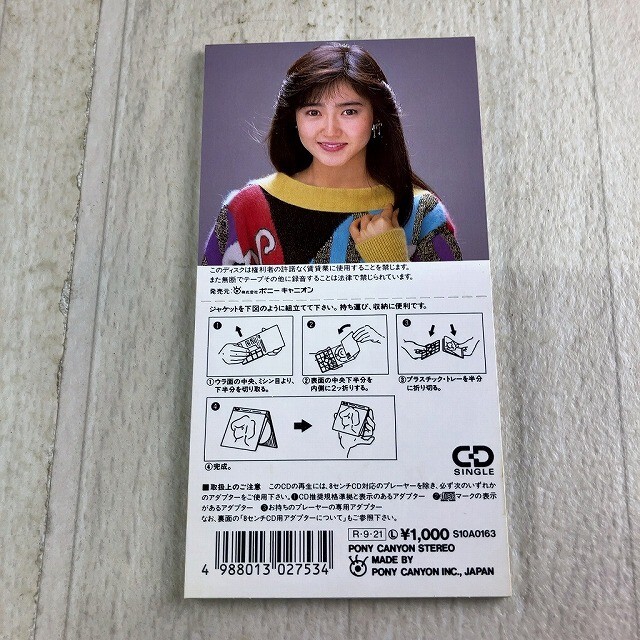 このディスクは権利者の許諾なく賃貸業に使用することを禁じます。
また無断でテープその他に録音することは法律で禁じられています。
発売元: 株式会社 ポニーキャニオン
ジャケットを下図のように組立てて下さい。持ち運び、収納に便利です。
❶
❷
❸
①ウラ面の中央、ミシン目より、
下半分を切り取る。
②表面の中央下半分を
内側に2ッ折りする。
③プラスチック・トレーを半分
に折り切る。
❹
④完成。
CD
SINGLE
■取扱上のご注意 このCDの再生には、8センチCD対応のプレーヤーを除き、必ず次のいずれか
のアダプターをご使用下さい。❶CD推奨規格準拠と表示のあるアダプター ❷マークの表示
があるアダプター ❸お持ちのプレーヤーの専用アダプター
なお、裏面の「8センチCD用アダプターについて」もご参照下さい。
R・9・21 Ⓛ ¥1,000 S10A0163
PONY CANYON STEREO
MADE BY
PONY CANYON INC., JAPAN
4 988013 027534